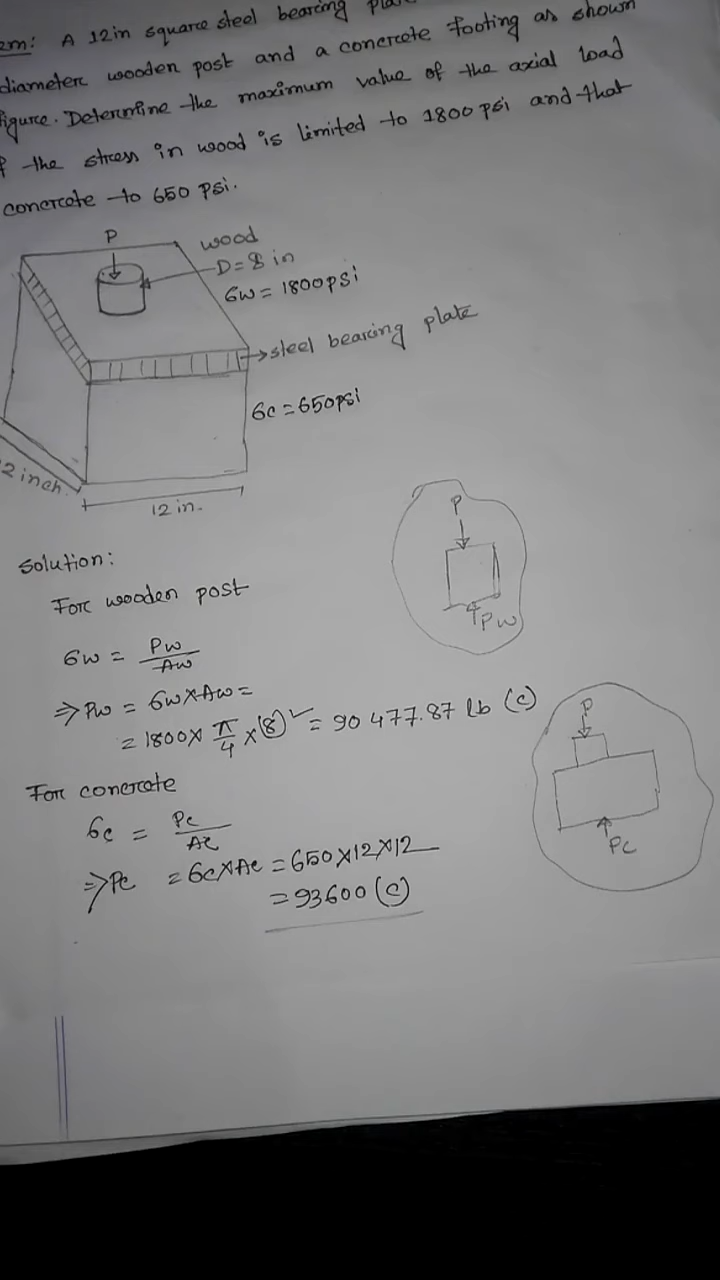 em: A 12in square steel bearing plate
diameter wooden post and a concrete footing as shown
figure. Determine the maximum value of the axial load
if the stress in wood is limited to 1800 psi and that
concrete to 650 psi.
P
wood
D=8 in
6w = 1800psi
→steel bearing plate
6c=650psi
2 inch.
12 in.
P
Pw
solution:
For wooden post
6w = Pw/Aw
⇒ Pw = 6w×Aw=
= 1800× π/4 ×(8)² = 90 477.87 lb (c)
P
Pc
For concrete
6c = Pc/Ac
⇒Pc = 6c×Ac = 650×12×12
= 93600 (c)